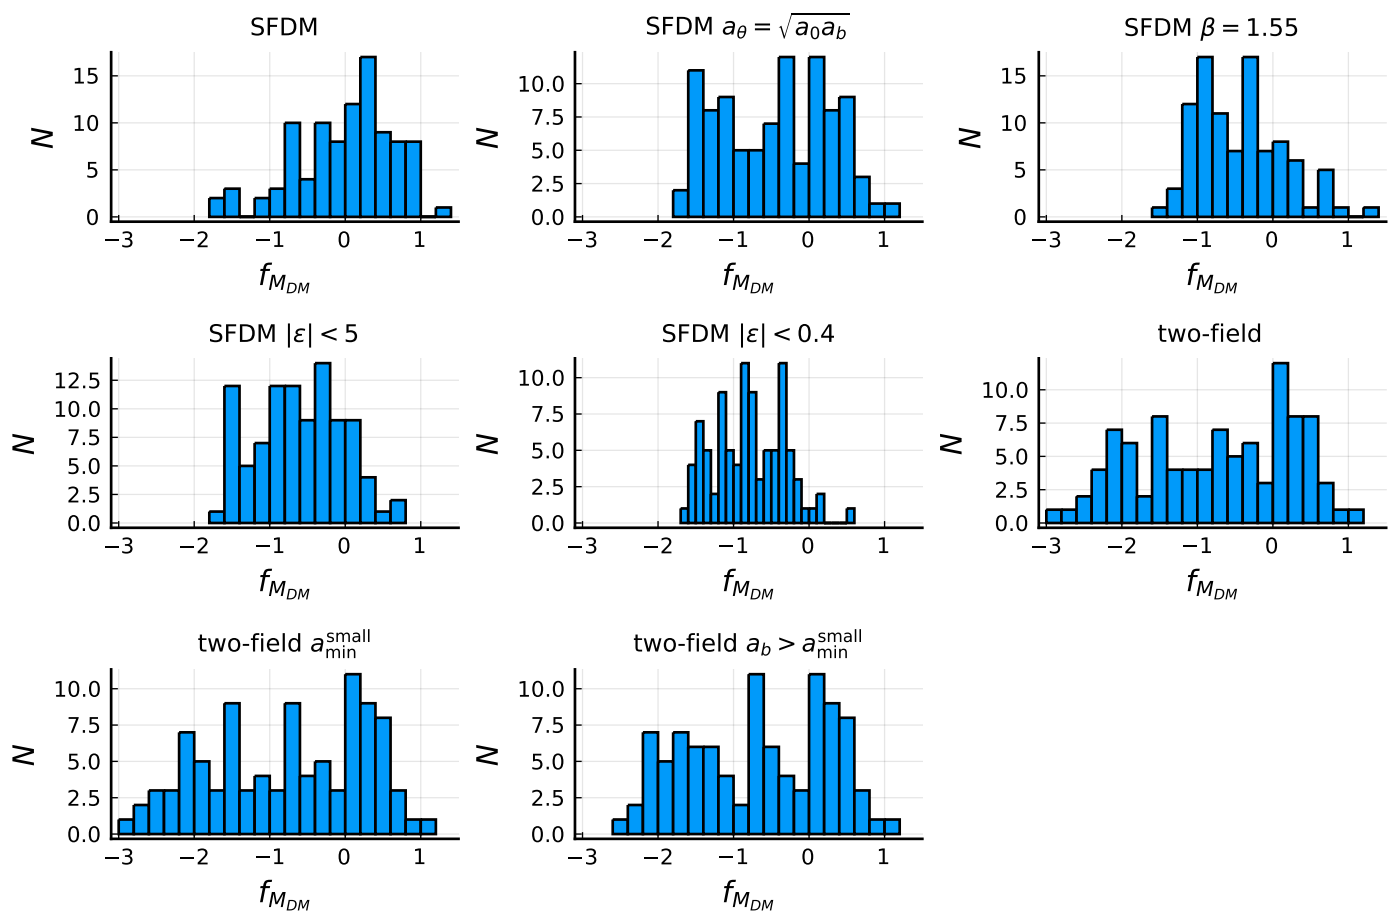 SFDM
N
15
10
5
0
−3 −2 −1 0 1
f_{M_{DM}}
SFDM a_θ = √(a_0 a_b)
N
10.0
7.5
5.0
2.5
0.0
−3 −2 −1 0 1
f_{M_{DM}}
SFDM β = 1.55
N
15
10
5
0
−3 −2 −1 0 1
f_{M_{DM}}
SFDM |ε| < 5
N
12.5
10.0
7.5
5.0
2.5
0.0
−3 −2 −1 0 1
f_{M_{DM}}
SFDM |ε| < 0.4
N
10.0
7.5
5.0
2.5
0.0
−3 −2 −1 0 1
f_{M_{DM}}
two-field
N
10.0
7.5
5.0
2.5
0.0
−3 −2 −1 0 1
f_{M_{DM}}
two-field a_{min}^{small}
N
10.0
7.5
5.0
2.5
0.0
−3 −2 −1 0 1
f_{M_{DM}}
two-field a_b > a_{min}^{small}
N
10.0
7.5
5.0
2.5
0.0
−3 −2 −1 0 1
f_{M_{DM}}